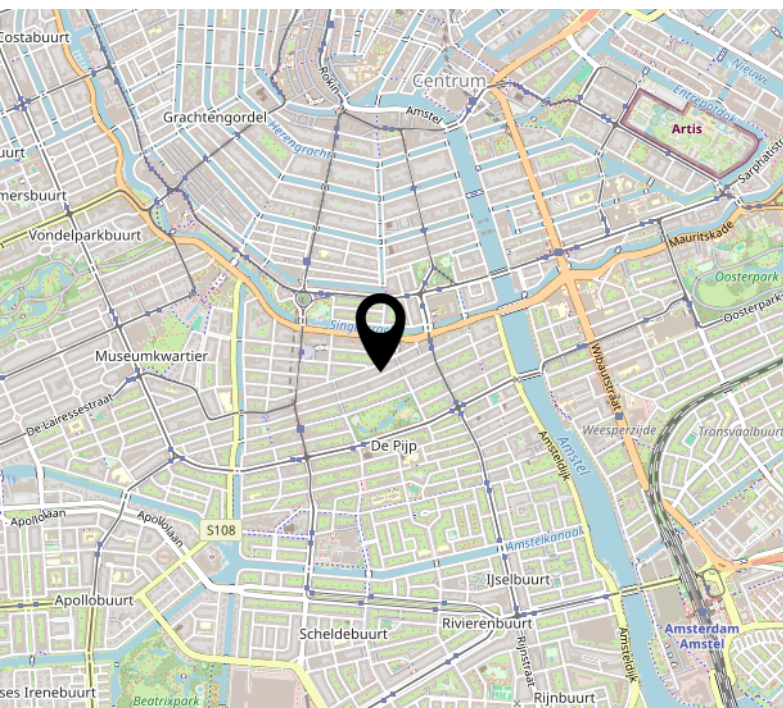 Costabuurt
Centrum
Nieuwe
Rokin
Entrepotdok
Grachtengordel
Amstel
Artis
Herengracht
uurt
Sarphatistr
mersbuurt
Vondelparkbuurt
Mauritskade
Oosterpark
Oosterpark
Sing
Museumkwartier
Wibautstraat
De Lairessestraat
Weesperzijde
Transvaalbuurt
De Pijp
Amsteldijk
Amstel
Apollolaan
Apollolaan
S108
Amstelkanaal
IJselbuurt
Apollobuurt
Rivierenbuurt
Scheldebuurt
Amsterdam
Amstel
Rijnstraat
Amsteldijk
ses Irenebuurt
Beatrixpark
Rijnbuurt